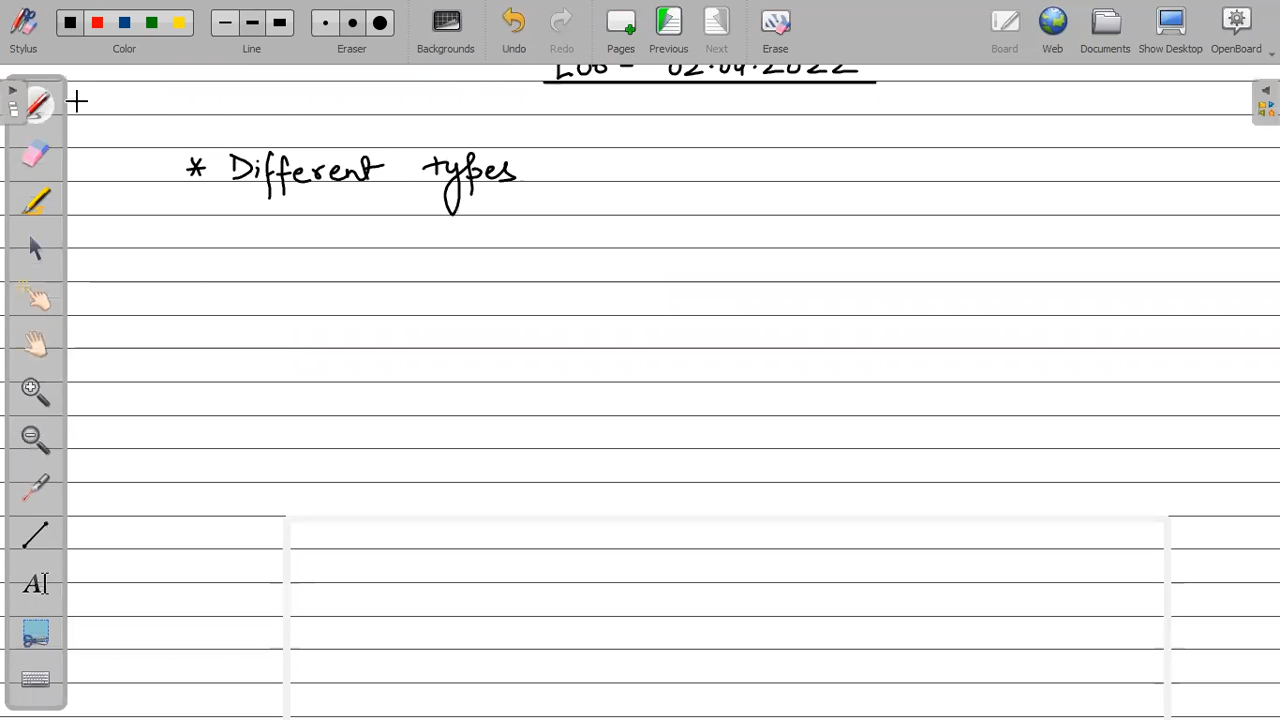 Stylus
Color
Line
Eraser
Backgrounds
Undo
Redo
Pages
Previous
Next
Erase
Board
Web
Documents
Show Desktop
OpenBoard
* Different types